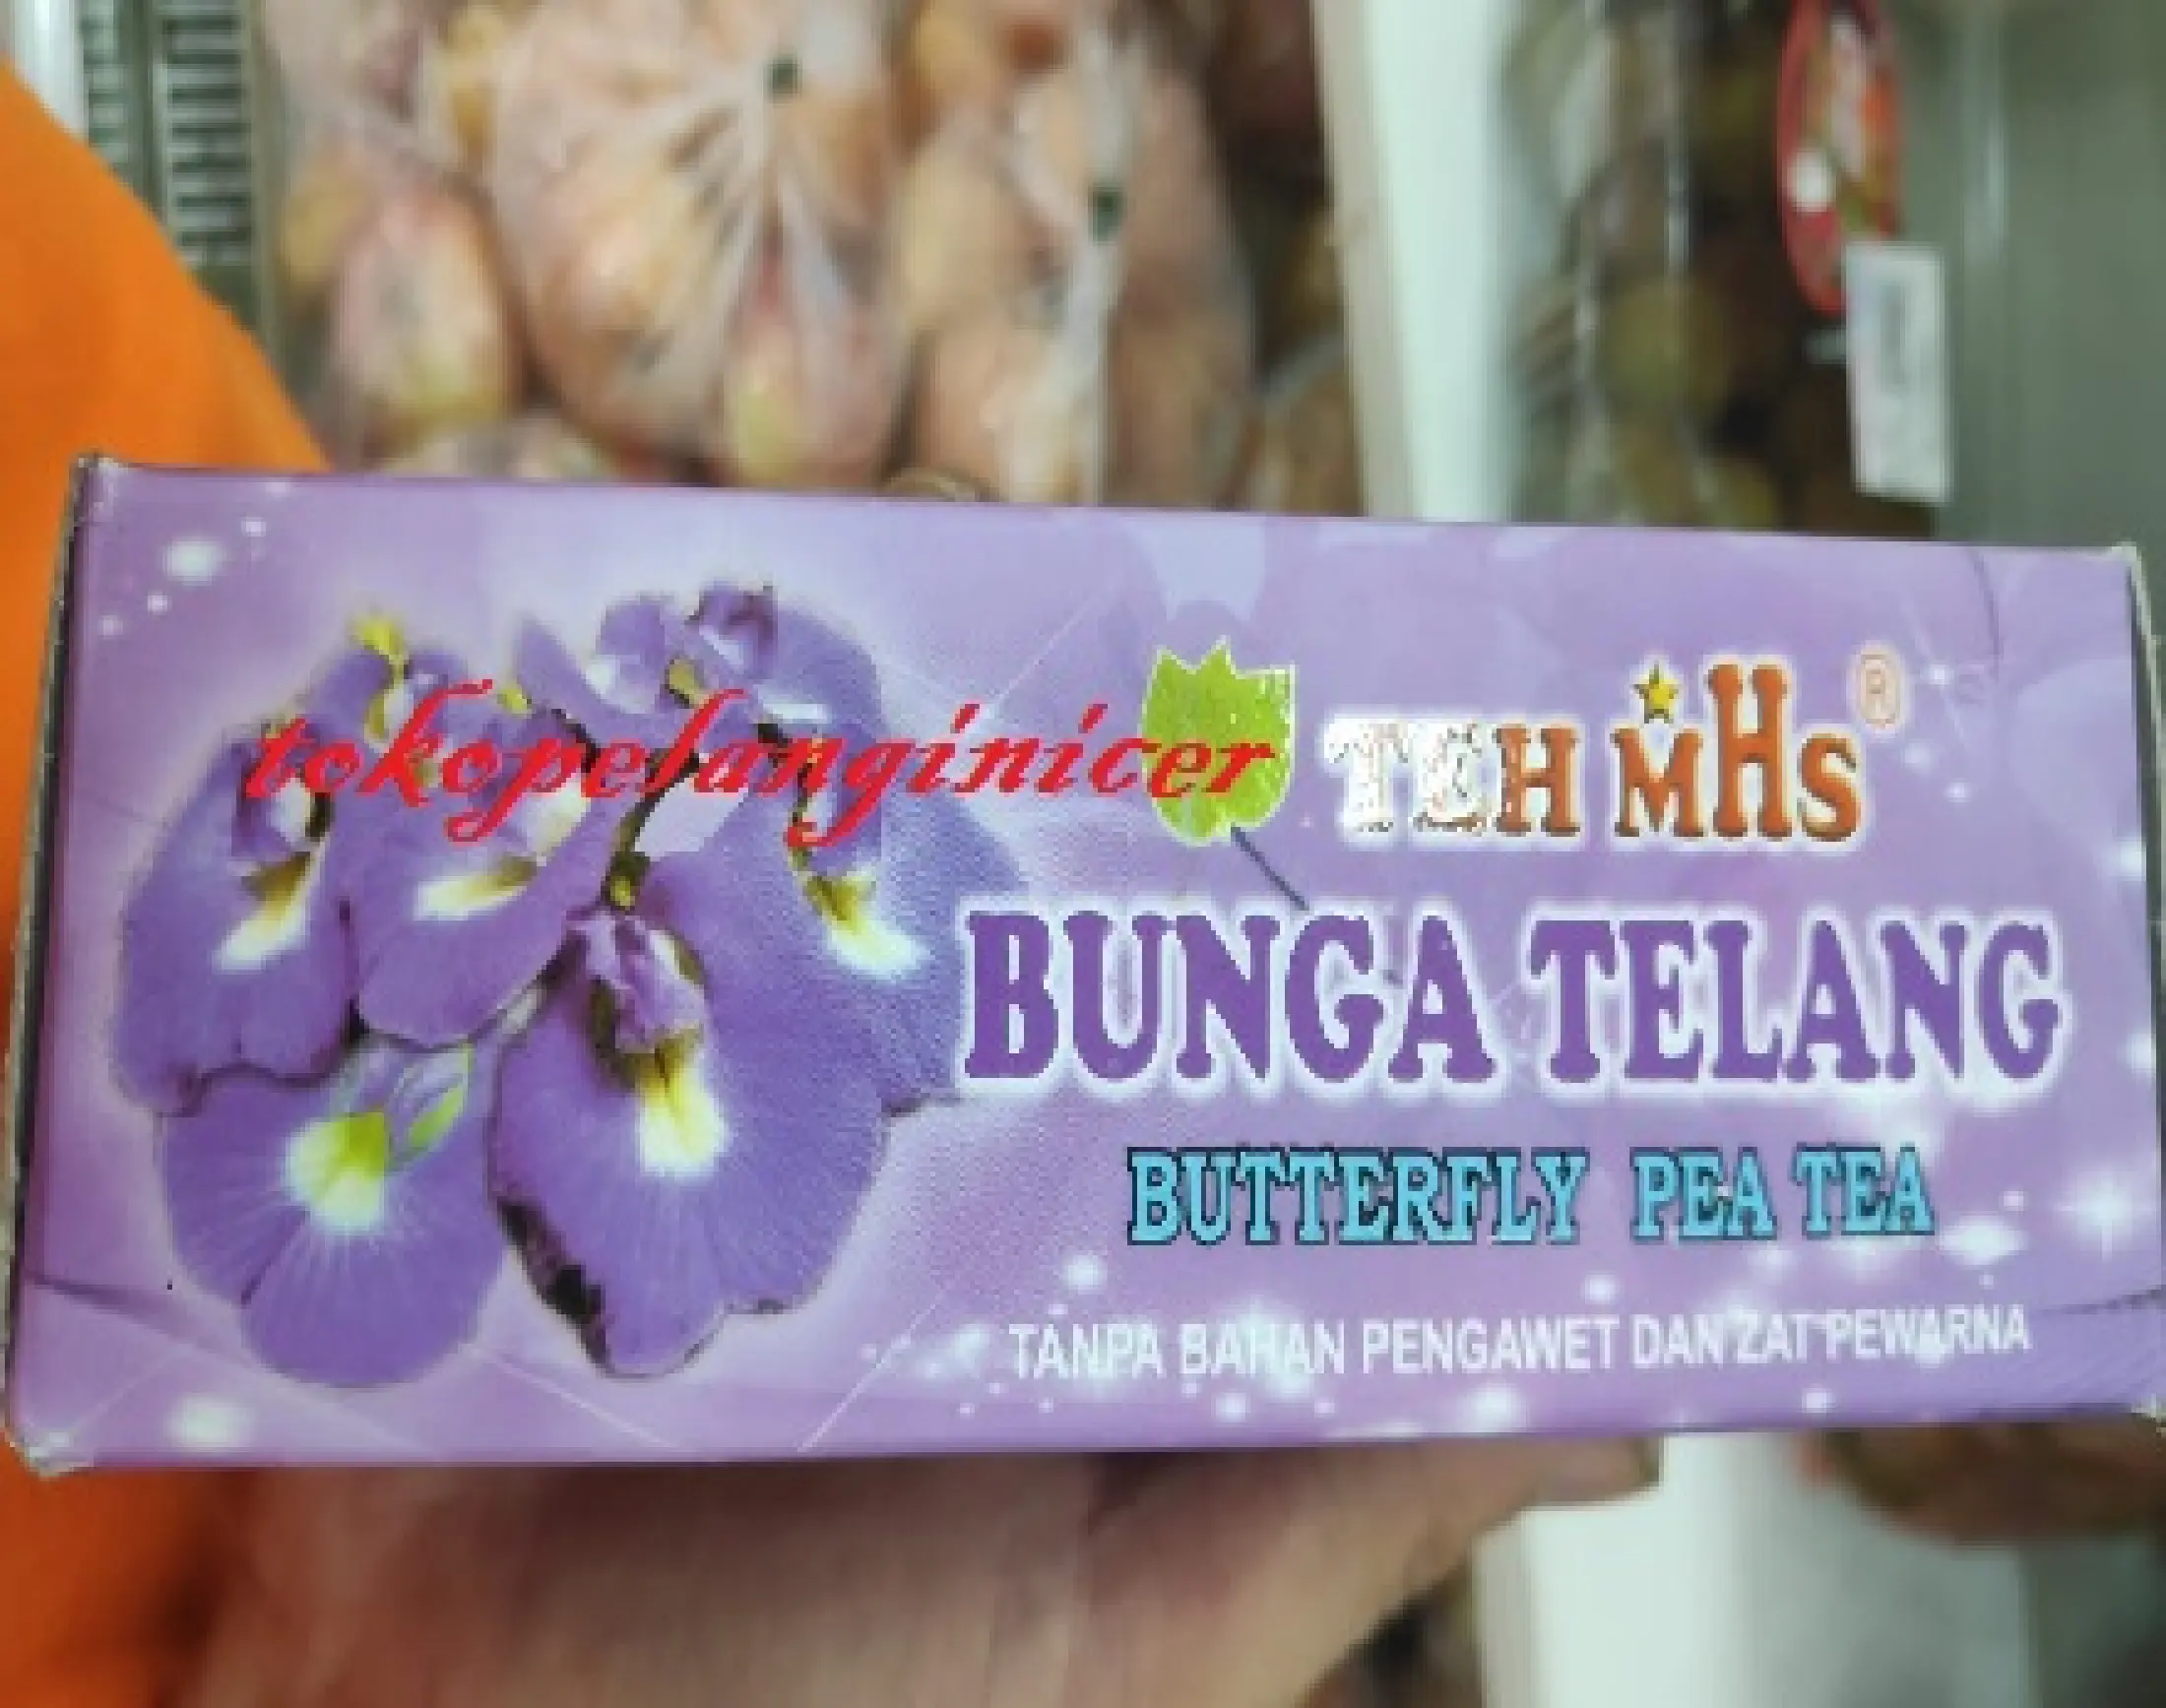 tokopelanginicer
TEH MHS®
BUNGA TELANG
BUTTERFLY PEA TEA
TANPA BAHAN PENGAWET DAN ZAT PEWARNA